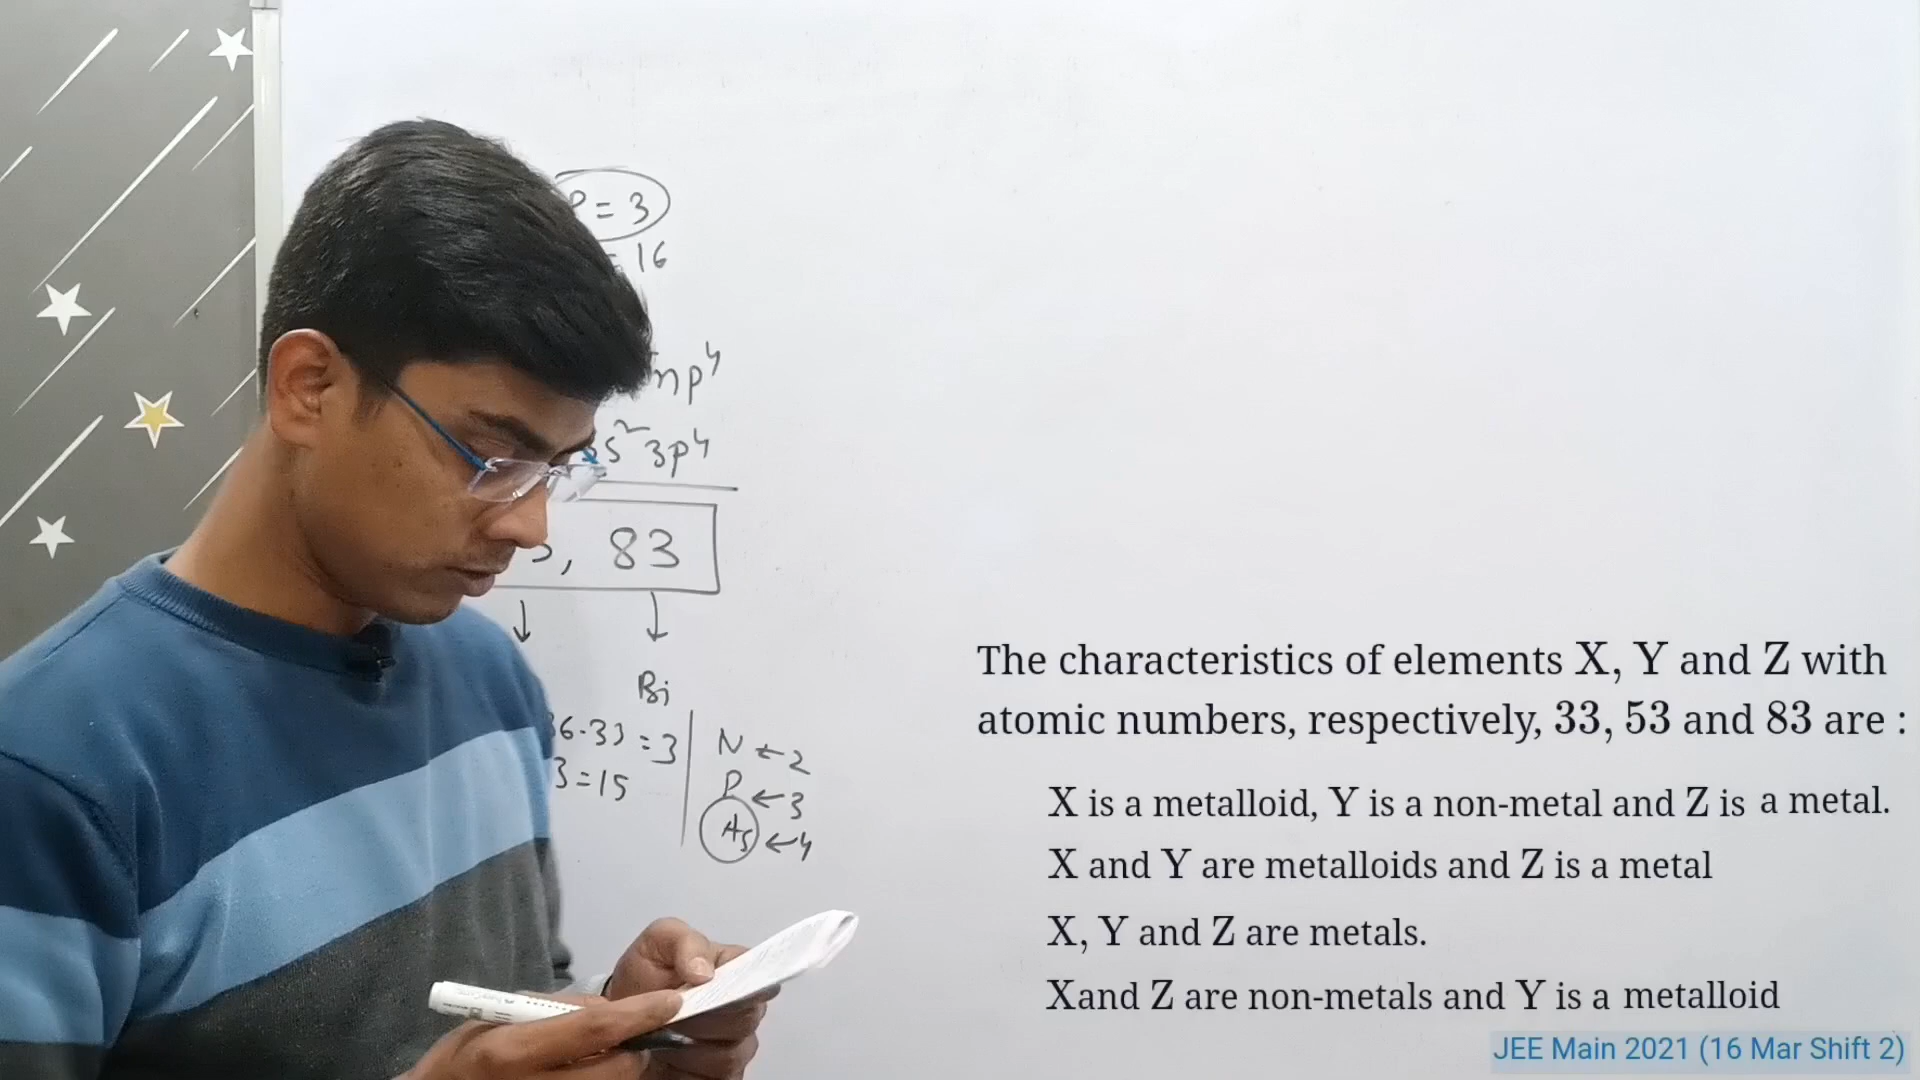 P = 3
= 16
np⁴
3s² 3p⁴
, 83
Bi
36-33 = 3
3 = 15
N ← 2
P ← 3
As ← 4
The characteristics of elements X, Y and Z with
atomic numbers, respectively, 33, 53 and 83 are :
X is a metalloid, Y is a non-metal and Z is a metal.
X and Y are metalloids and Z is a metal
X, Y and Z are metals.
Xand Z are non-metals and Y is a metalloid
JEE Main 2021 (16 Mar Shift 2)